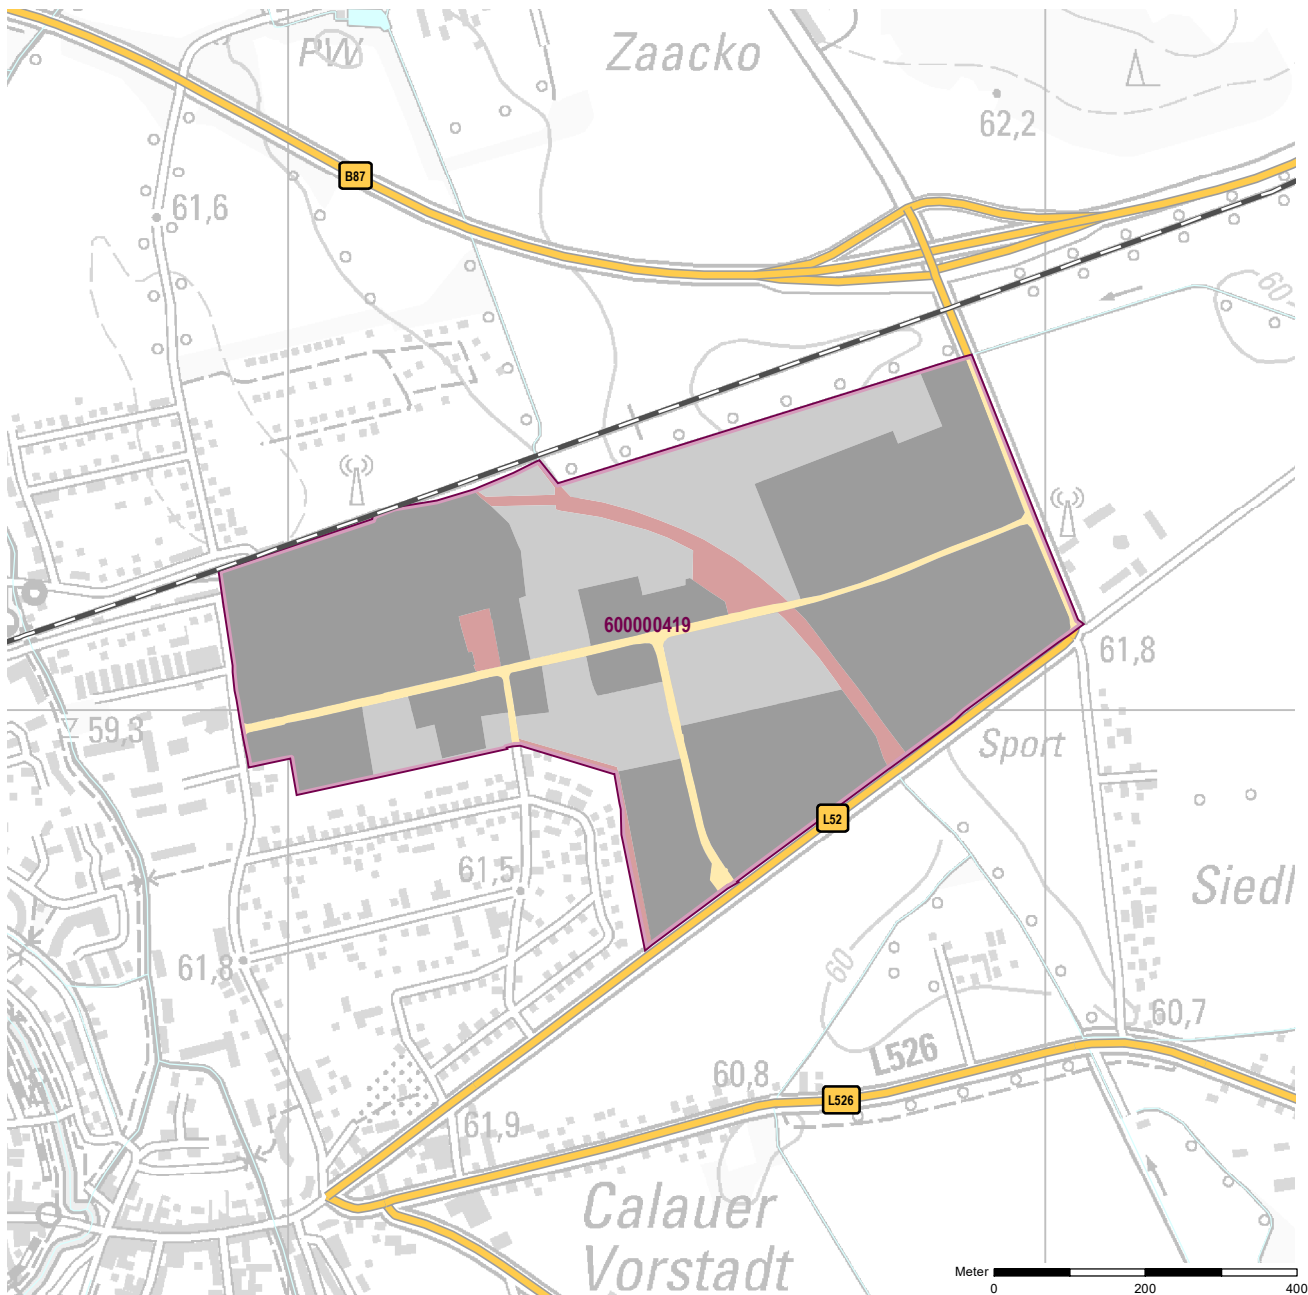 PW
Zaacko
62,2
B87
61,6
60
600000419
61,8
59,3
Sport
L52
61,5
Siedl
61,8
60
60,7
L526
60,8
L526
61,9
Calauer
Vorstadt
Meter
0 200 400